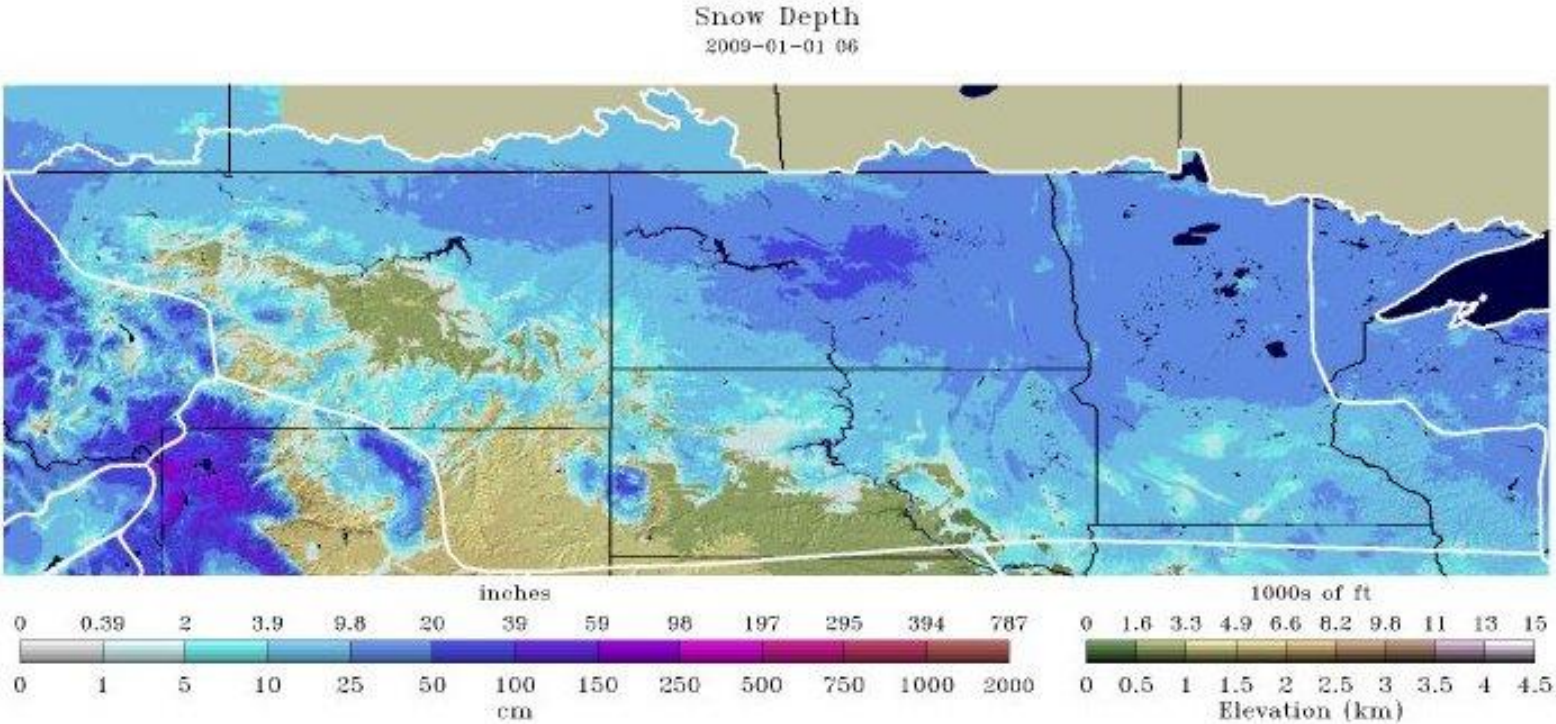 Snow Depth
2009-01-01 06
inches
0 0.39 2 3.9 9.8 20 39 59 98 197 295 394 787
0 1 5 10 25 50 100 150 250 500 750 1000 2000
cm
1000s of ft
0 1.6 3.3 4.9 6.6 8.2 9.8 11 13 15
0 0.5 1 1.5 2 2.5 3 3.5 4 4.5
Elevation (km)